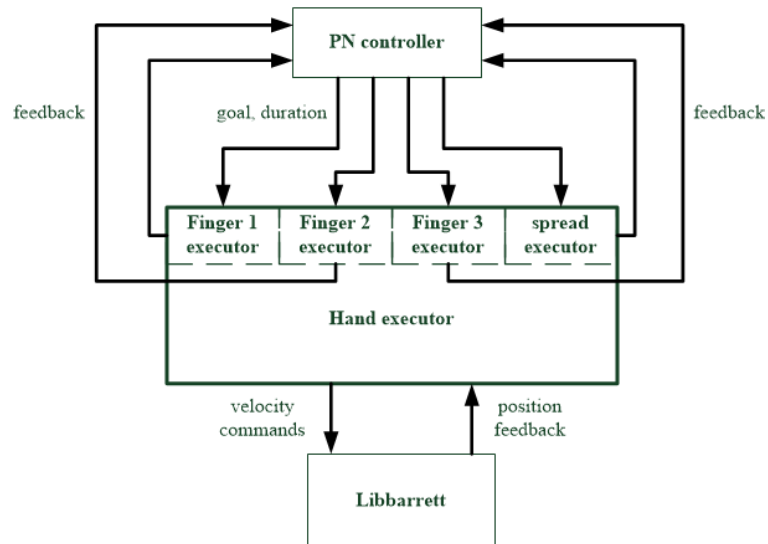 PN controller
feedback
goal, duration
feedback
Finger 1
executor
Finger 2
executor
Finger 3
executor
spread
executor
Hand executor
velocity
commands
position
feedback
Libbarrett